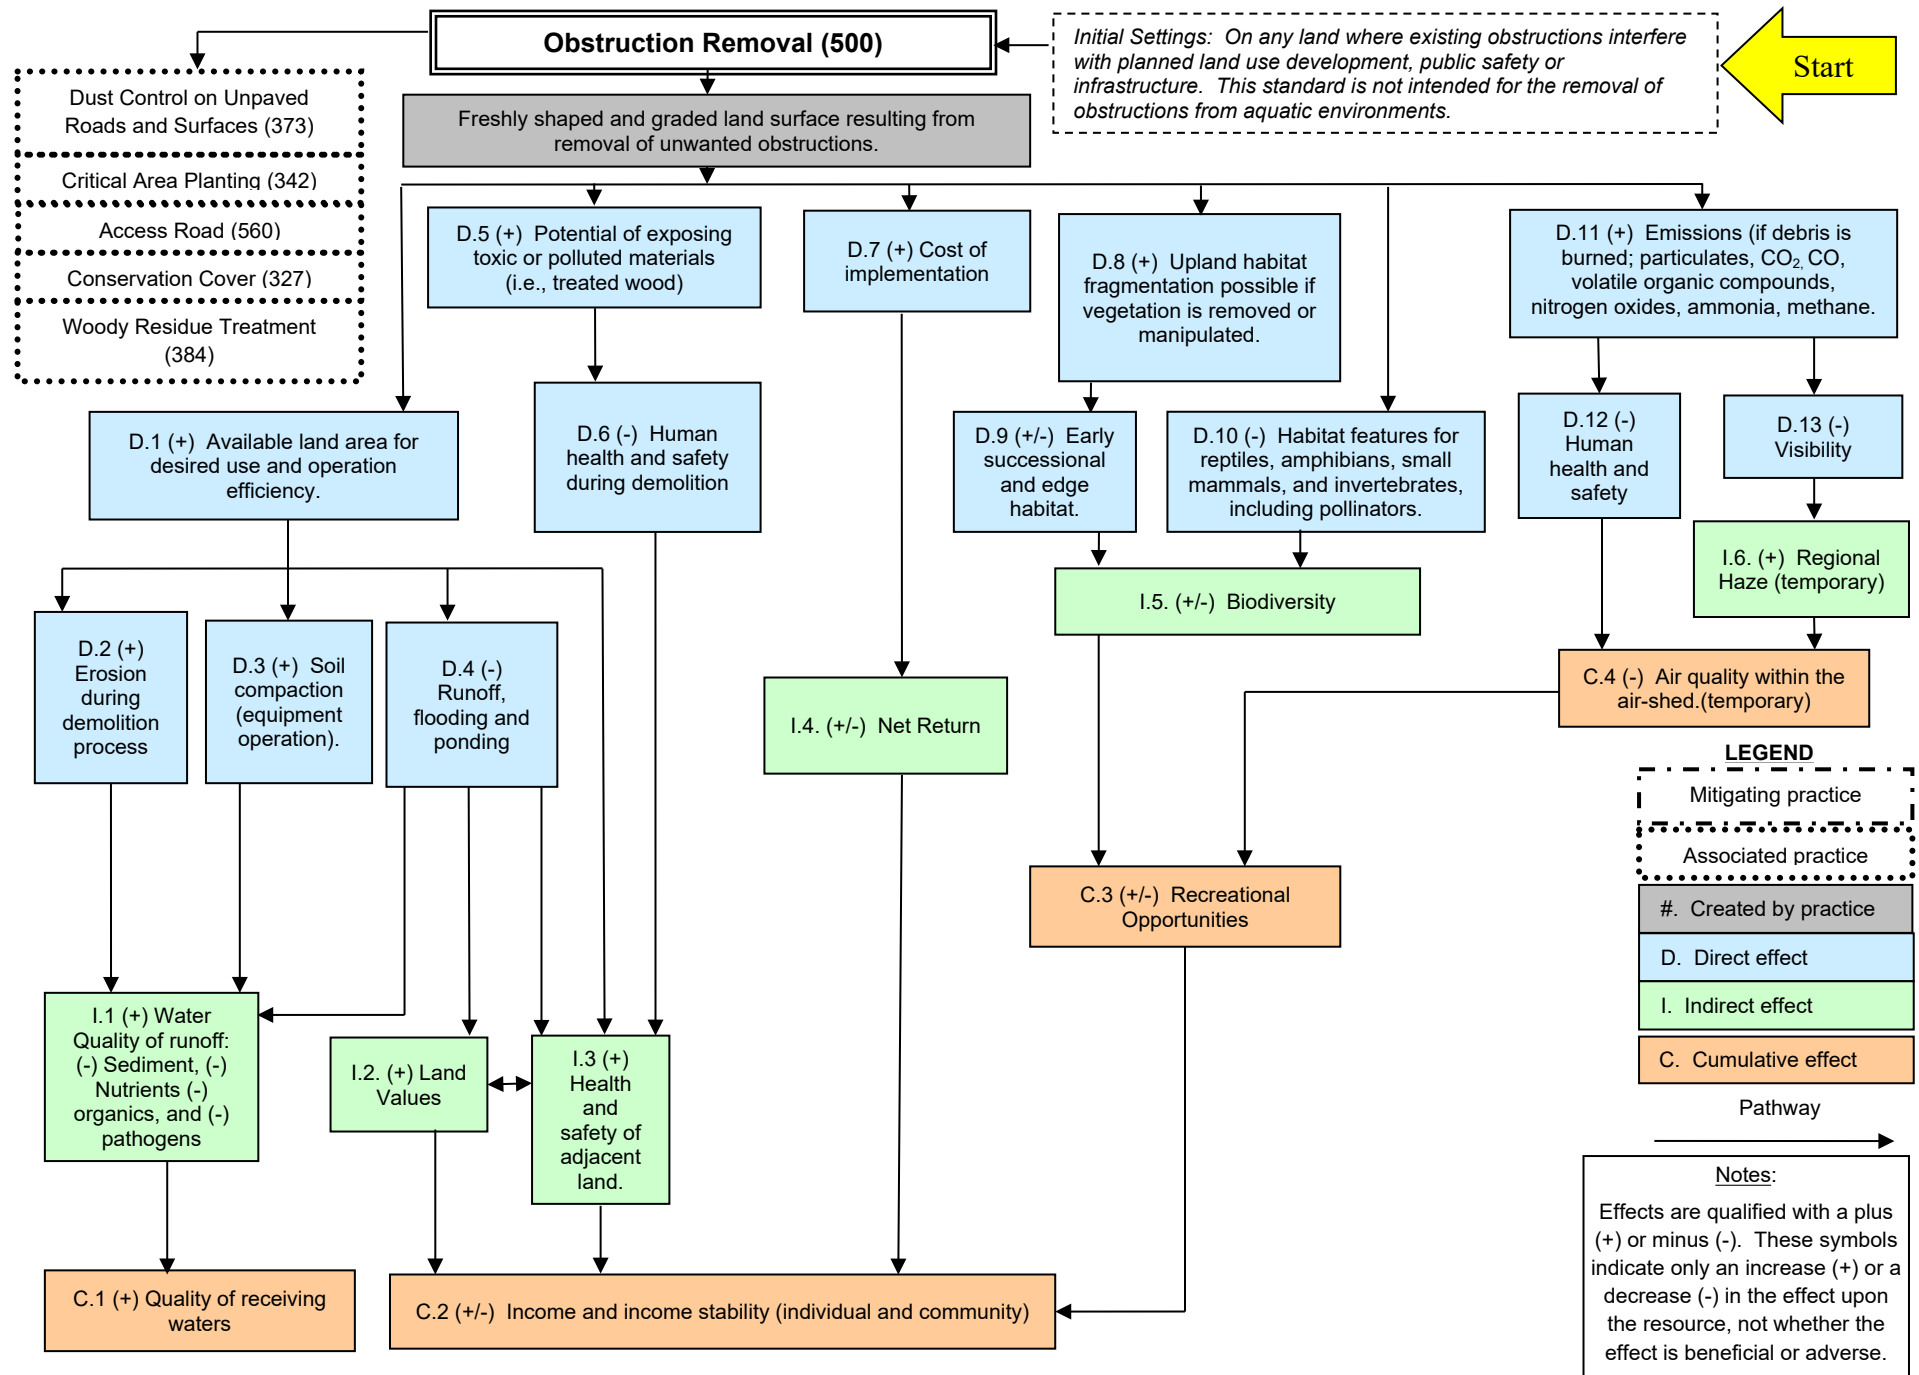 Obstruction Removal (500)
Initial Settings:  On any land where existing obstructions interfere
with planned land use development, public safety or
infrastructure.  This standard is not intended for the removal of
obstructions from aquatic environments.
Start
Dust Control on Unpaved
Roads and Surfaces (373)
Critical Area Planting (342)
Access Road (560)
Conservation Cover (327)
Woody Residue Treatment
(384)
Freshly shaped and graded land surface resulting from
removal of unwanted obstructions.
D.5 (+)  Potential of exposing
toxic or polluted materials
(i.e., treated wood)
D.7 (+) Cost of
implementation
D.8 (+)  Upland habitat
fragmentation possible if
vegetation is removed or
manipulated.
D.11 (+)  Emissions (if debris is
burned; particulates, CO2, CO,
volatile organic compounds,
nitrogen oxides, ammonia, methane.
D.1 (+)  Available land area for
desired use and operation
efficiency.
D.6 (-)  Human
health and safety
during demolition
D.9 (+/-)  Early
successional
and edge
habitat.
D.10 (-)  Habitat features for
reptiles, amphibians, small
mammals, and invertebrates,
including pollinators.
D.12 (-)
Human
health and
safety
D.13 (-)
Visibility
I.6.  (+)  Regional
Haze (temporary)
I.5.  (+/-)  Biodiversity
D.2 (+)
Erosion
during
demolition
process
D.3 (+)  Soil
compaction
(equipment
operation).
D.4 (-)
Runoff,
flooding and
ponding
I.4.  (+/-)  Net Return
C.4 (-)  Air quality within the
air-shed.(temporary)
C.3 (+/-)  Recreational
Opportunities
I.1 (+) Water
Quality of runoff:
(-) Sediment, (-)
Nutrients (-)
organics, and (-)
pathogens
I.2.  (+) Land
Values
I.3 (+)
Health
and
safety of
adjacent
land.
C.1 (+) Quality of receiving
waters
C.2 (+/-)  Income and income stability (individual and community)
LEGEND
Mitigating practice
Associated practice
#.  Created by practice
D.  Direct effect
I.  Indirect effect
C.  Cumulative effect
Pathway
Notes:
Effects are qualified with a plus
(+) or minus (-).  These symbols
indicate only an increase (+) or a
decrease (-) in the effect upon
the resource, not whether the
effect is beneficial or adverse.